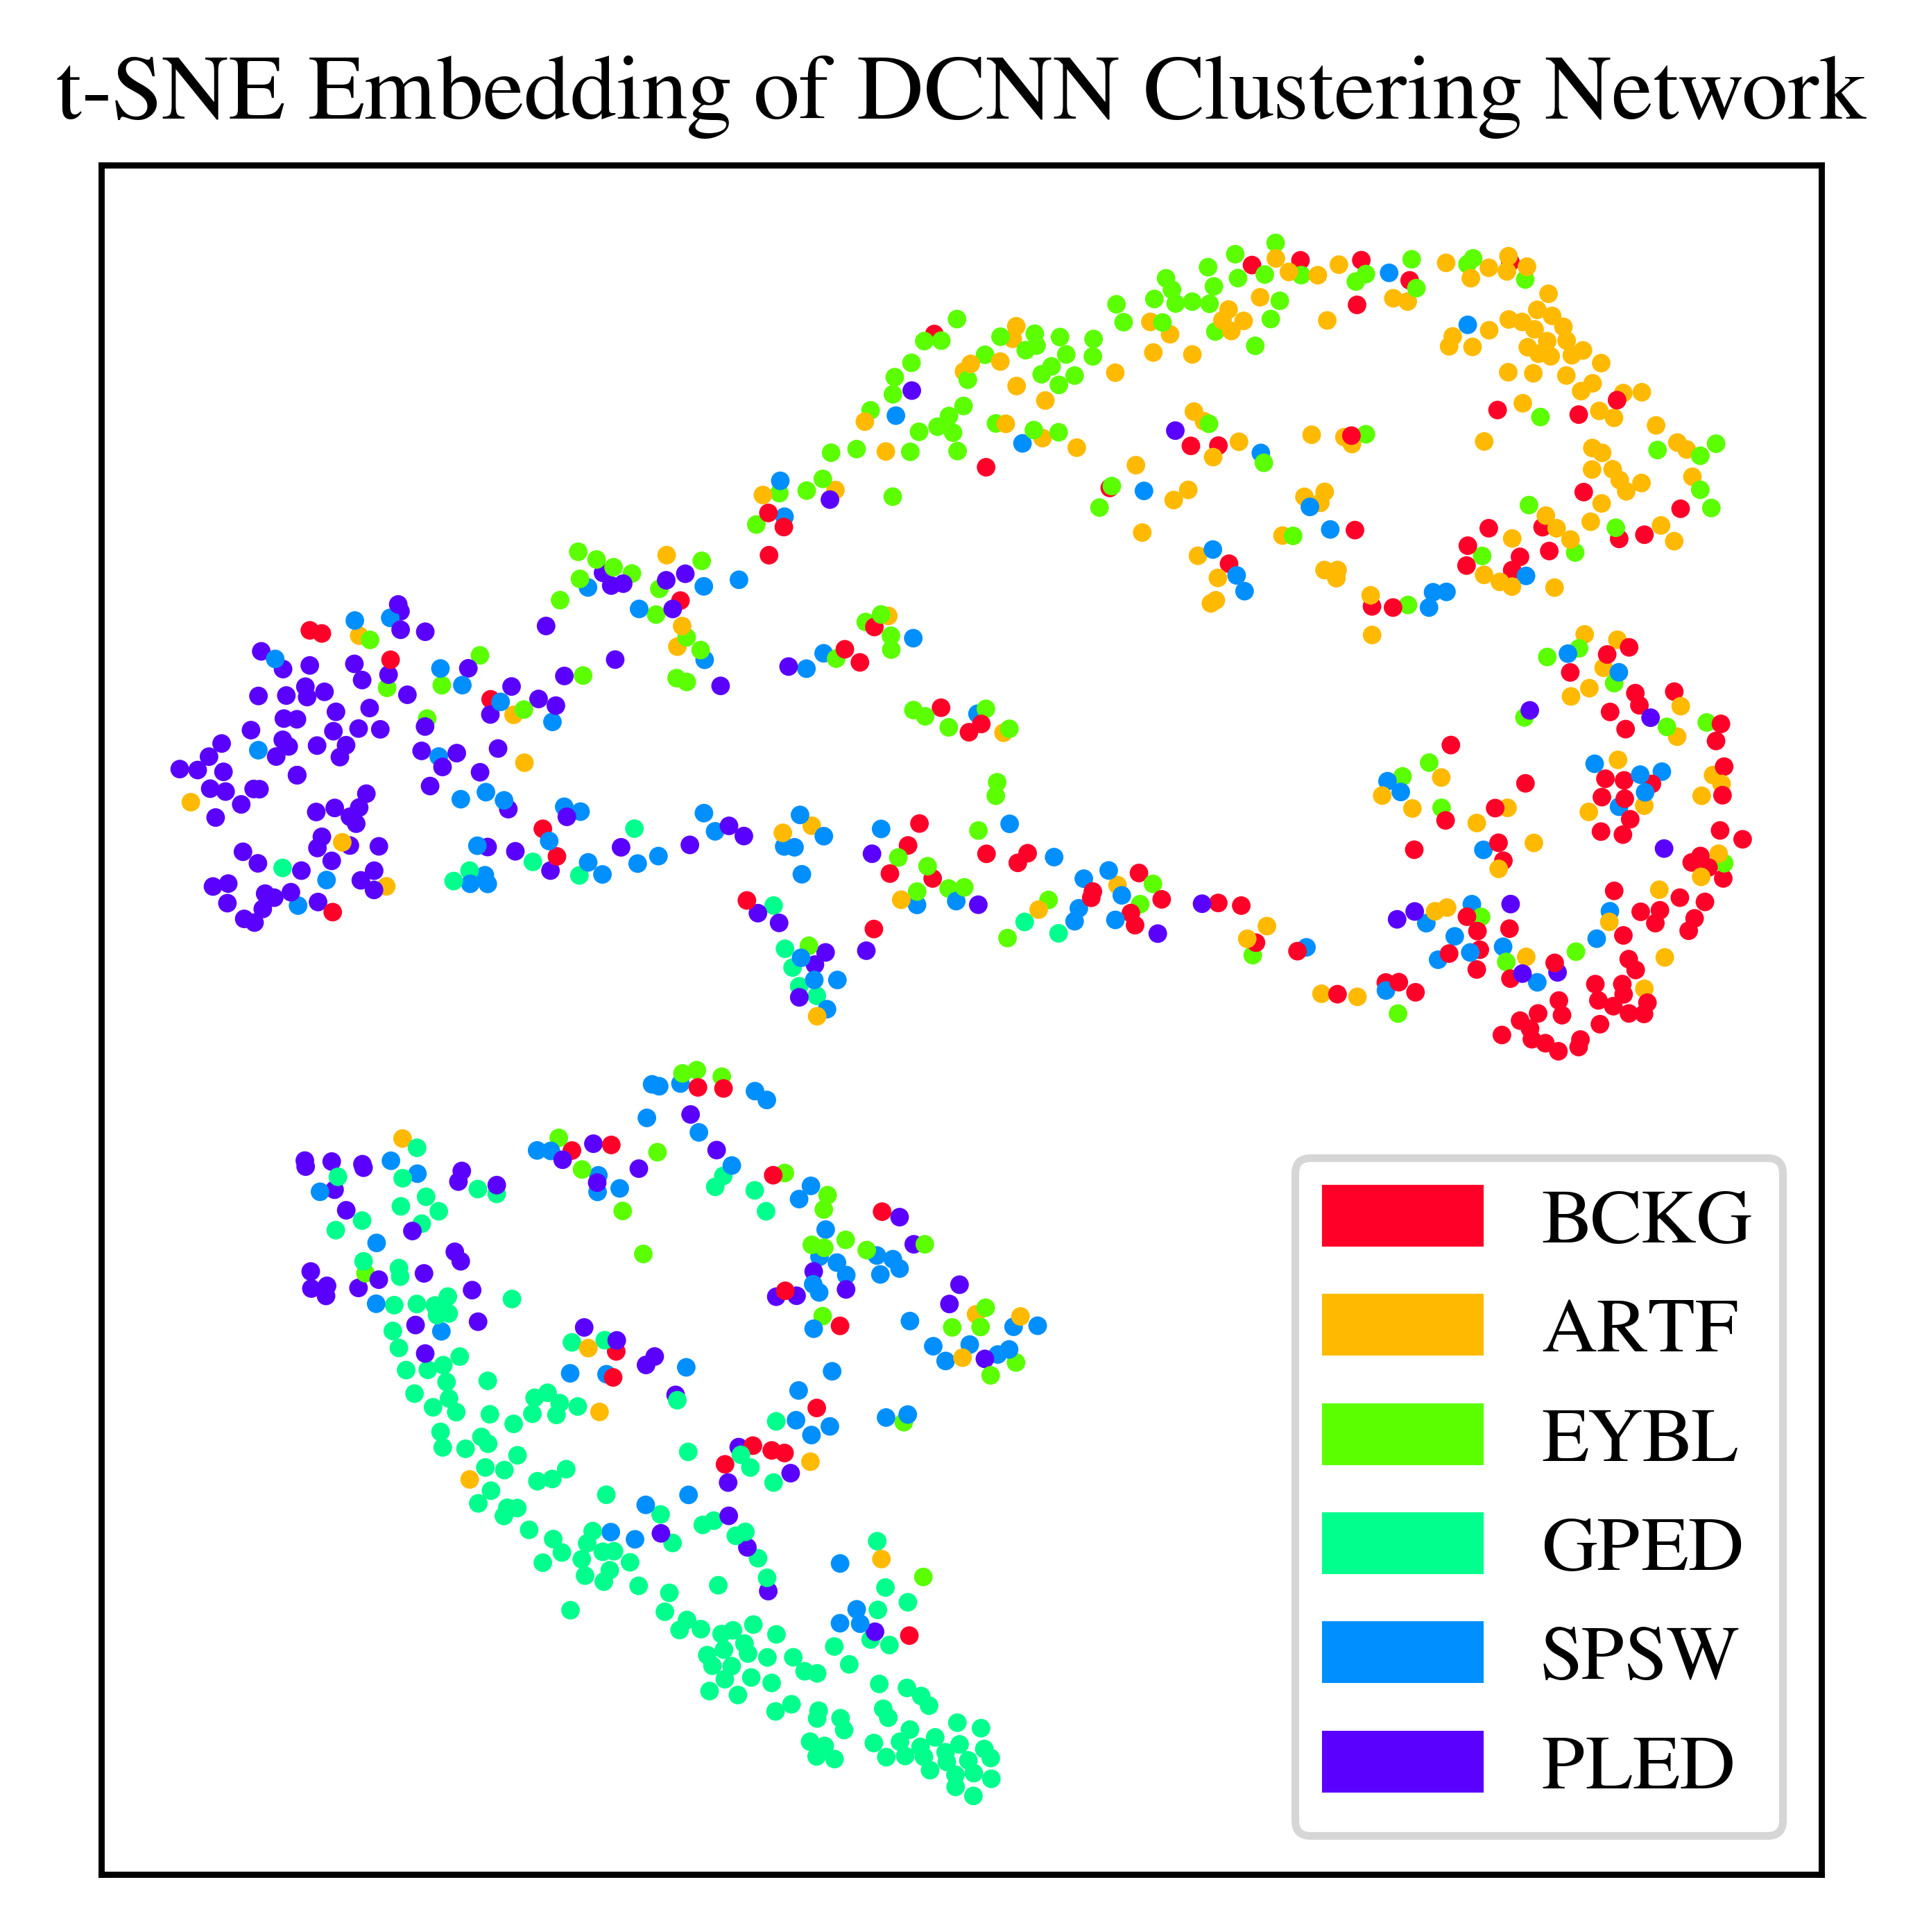 t-SNE Embedding of DCNN Clustering Network
BCKG
ARTF
EYBL
GPED
SPSW
PLED